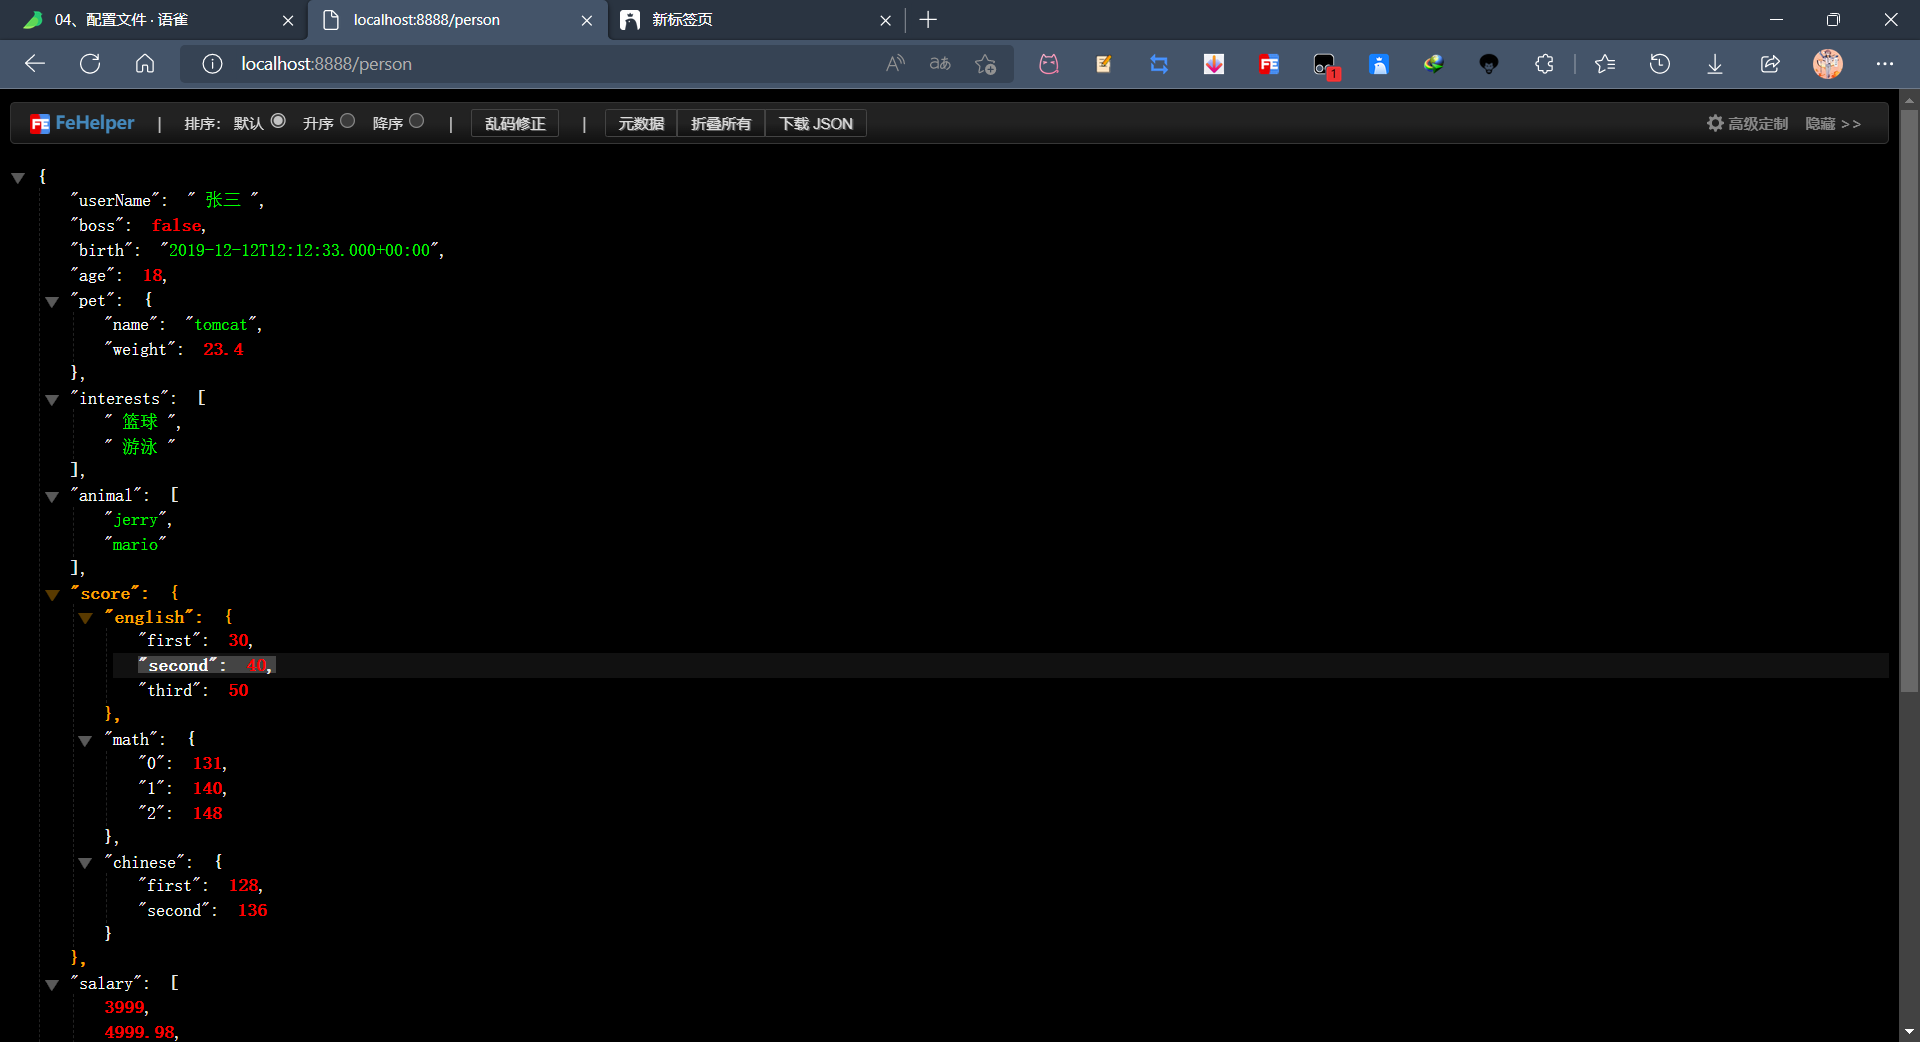 04、配置文件 · 语雀
localhost:8888/person
新标签页
localhost:8888/person
1
FeHelper | 排序: 默认 升序 降序 | 乱码修正 | 元数据 折叠所有 下载 JSON 高级定制 隐藏 >>
{
"userName": " 张三 ",
"boss": false,
"birth": "2019-12-12T12:12:33.000+00:00",
"age": 18,
"pet": {
"name": "tomcat",
"weight": 23.4
},
"interests": [
" 篮球 ",
" 游泳 "
],
"animal": [
"jerry",
"mario"
],
"score": {
"english": {
"first": 30,
"second": 40,
"third": 50
},
"math": {
"0": 131,
"1": 140,
"2": 148
},
"chinese": {
"first": 128,
"second": 136
}
},
"salary": [
3999,
4999.98,